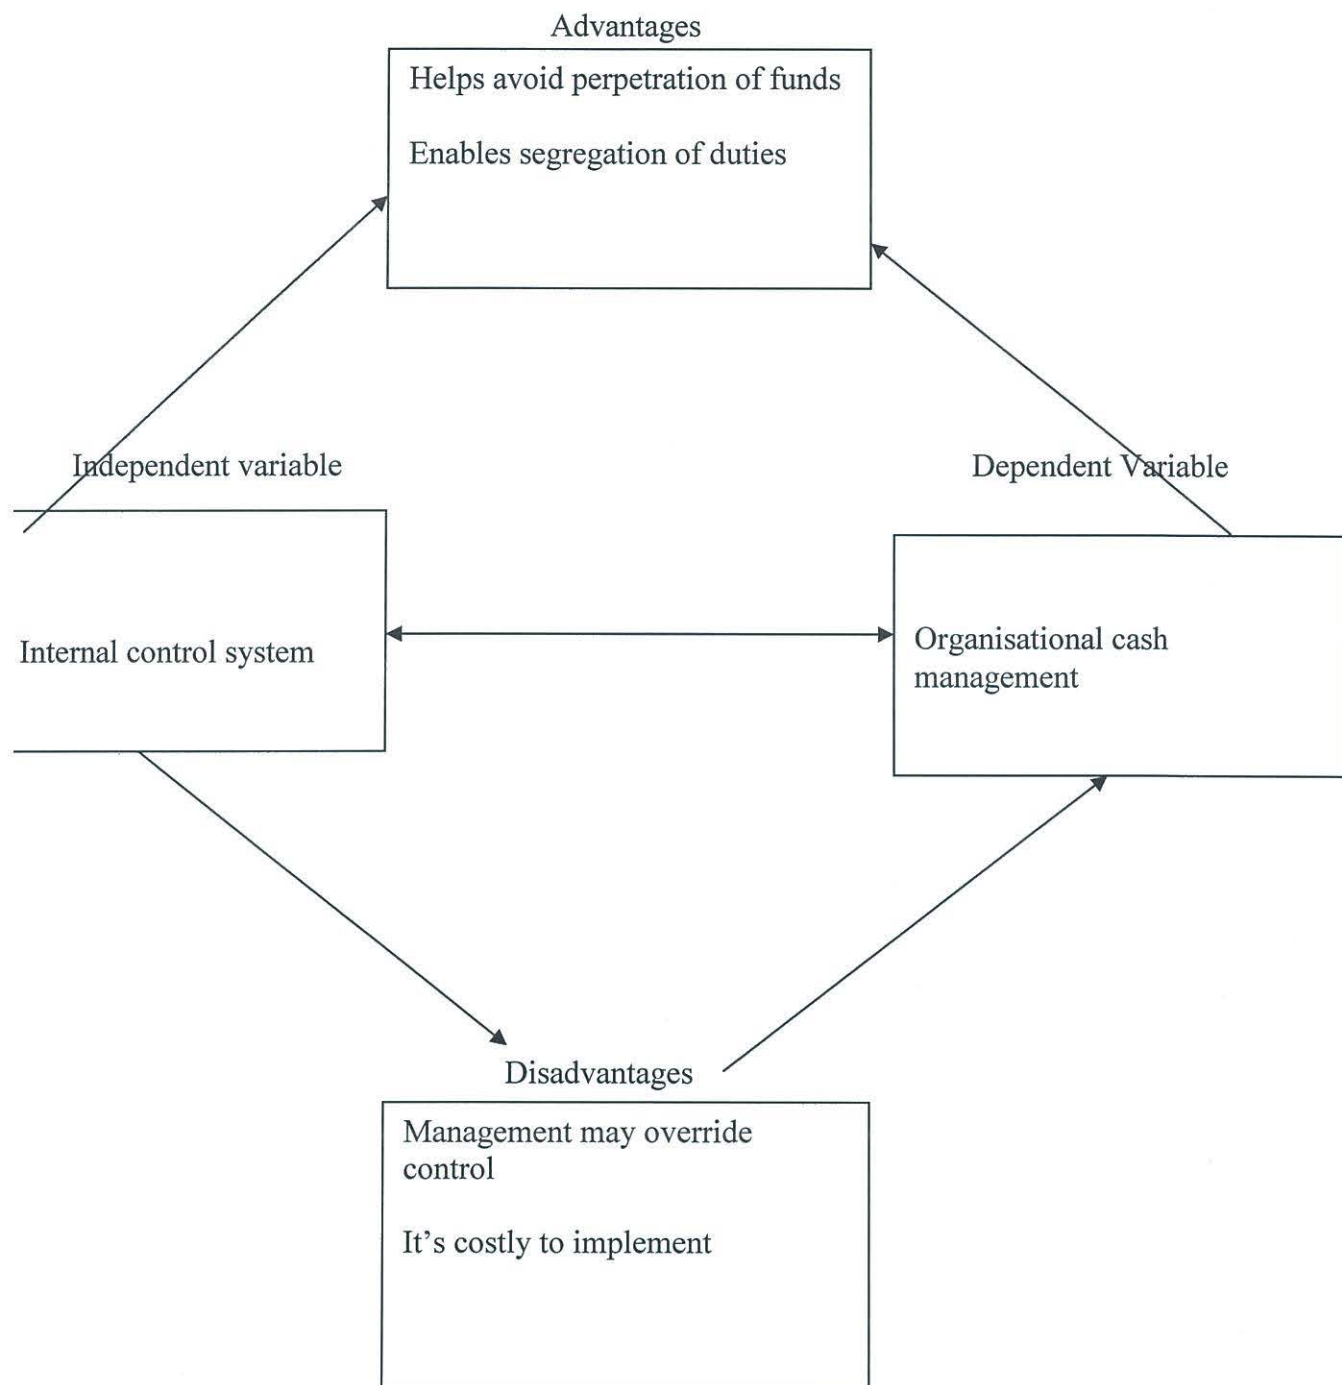 Advantages
Helps avoid perpetration of funds
Enables segregation of duties
Independent variable
Dependent Variable
Internal control system
Organisational cash
management
Disadvantages
Management may override
control
It's costly to implement